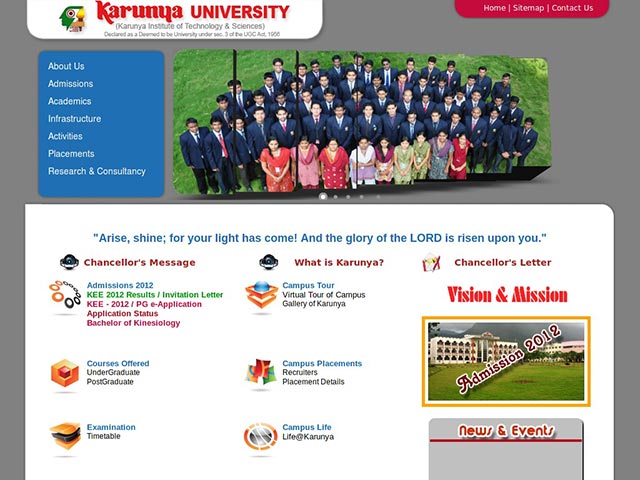 Karunya UNIVERSITY
(Karunya Institute of Technology & Sciences)
Declared as a Deemed to be University under sec. 3 of the UGC Act, 1956
Home | Sitemap | Contact Us
About Us
Admissions
Academics
Infrastructure
Activities
Placements
Research & Consultancy
"Arise, shine; for your light has come! And the glory of the LORD is risen upon you."
Chancellor's Message
What is Karunya?
Chancellor's Letter
Admissions 2012
KEE 2012 Results / Invitation Letter
KEE - 2012 / PG e-Application
Application Status
Bachelor of Kinesiology
Campus Tour
Virtual Tour of Campus
Gallery of Karunya
Vision & Mission
Admission 2012
Courses Offered
UnderGraduate
PostGraduate
Campus Placements
Recruiters
Placement Details
Examination
Timetable
Campus Life
Life@Karunya
News & Events